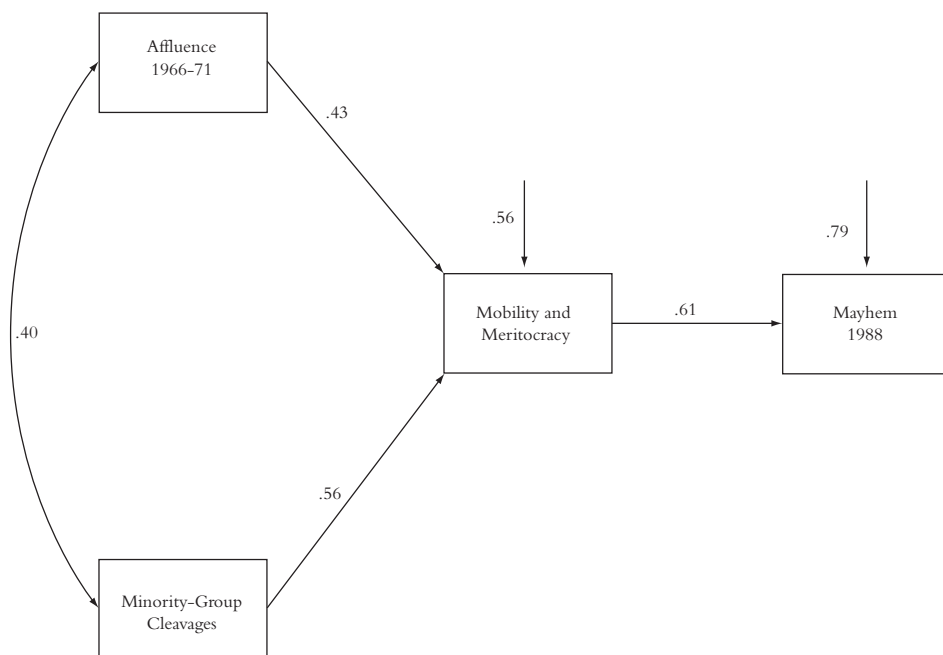 Affluence
1966-71
.43
.56
.79
Mobility and
Meritocracy
.61
Mayhem
1988
.40
.56
Minority-Group
Cleavages